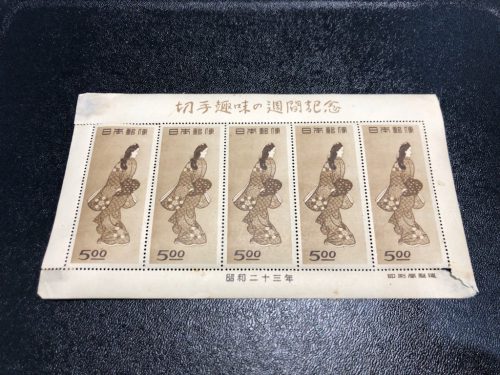 切手趣味の週間記念
日本郵便 日本郵便 日本郵便 日本郵便 日本郵便
5.00 5.00 5.00 5.00 5.00
昭和二十三年
印刷局製造